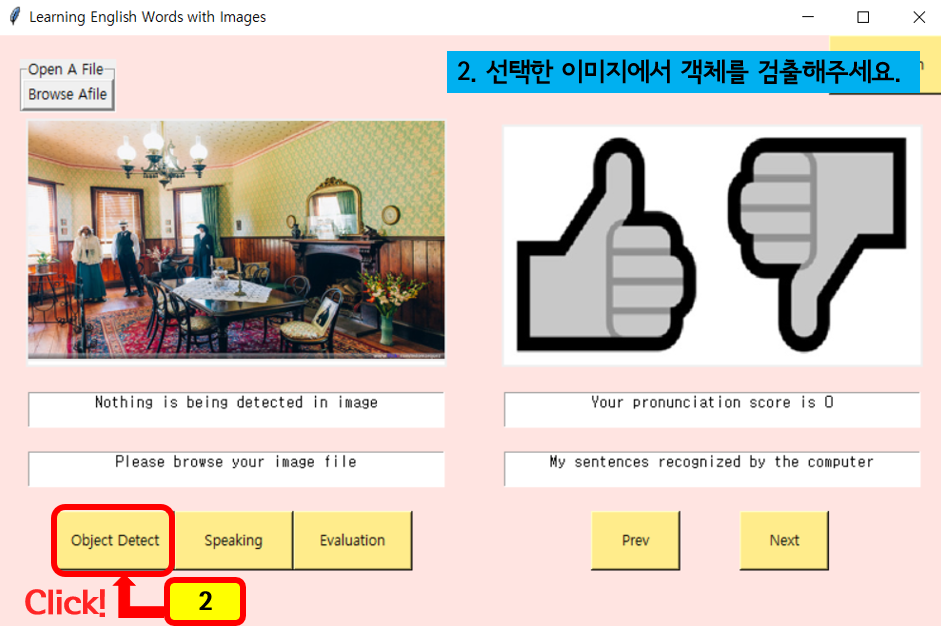 Learning English Words with Images
2. 선택한 이미지에서 객체를 검출해주세요.
Open A File
Browse Afile
Nothing is being detected in image
Your pronunciation score is 0
Please browse your image file
My sentences recognized by the computer
Object Detect
Speaking
Evaluation
Prev
Next
Click!
2